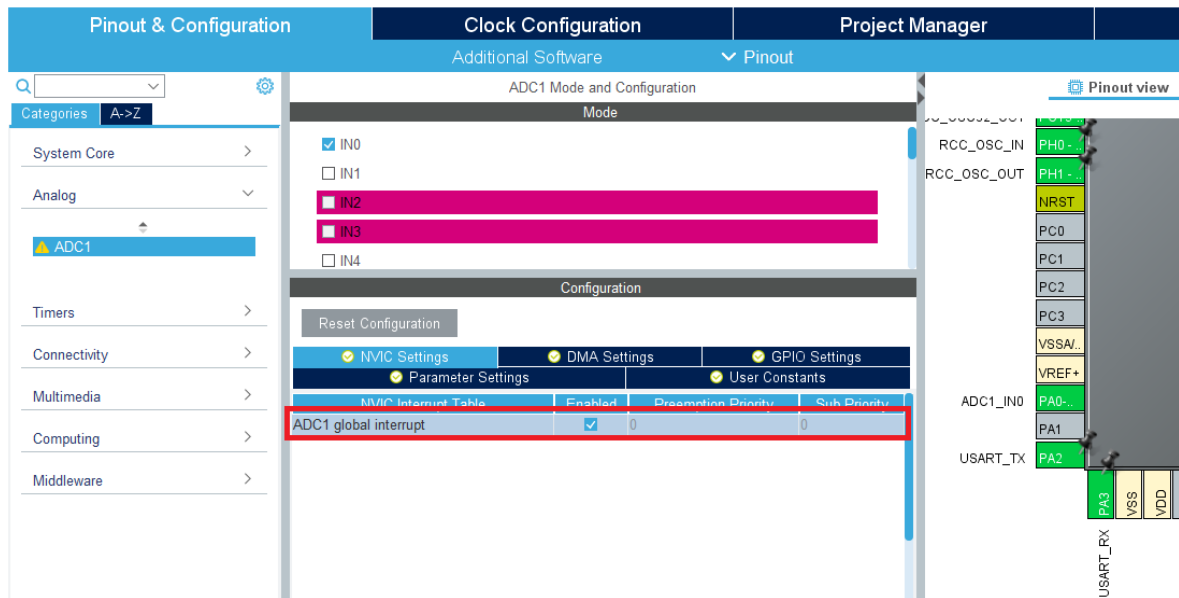 Pinout & Configuration
Clock Configuration
Project Manager
Additional Software
Pinout
Categories
A->Z
System Core
Analog
ADC1
Timers
Connectivity
Multimedia
Computing
Middleware
ADC1 Mode and Configuration
Mode
IN0
IN1
IN2
IN3
IN4
Configuration
Reset Configuration
NVIC Settings
DMA Settings
GPIO Settings
Parameter Settings
User Constants
NVIC Interrupt Table Enabled Preemption Priority Sub Priority
ADC1 global interrupt 0 0
Pinout view
RCC_OSC_IN PH0 - ..
RCC_OSC_OUT PH1 - ..
NRST
PC0
PC1
PC2
PC3
VSSA/..
VREF+
ADC1_IN0 PA0-..
PA1
USART_TX PA2
PA3
VSS
VDD
USART_RX